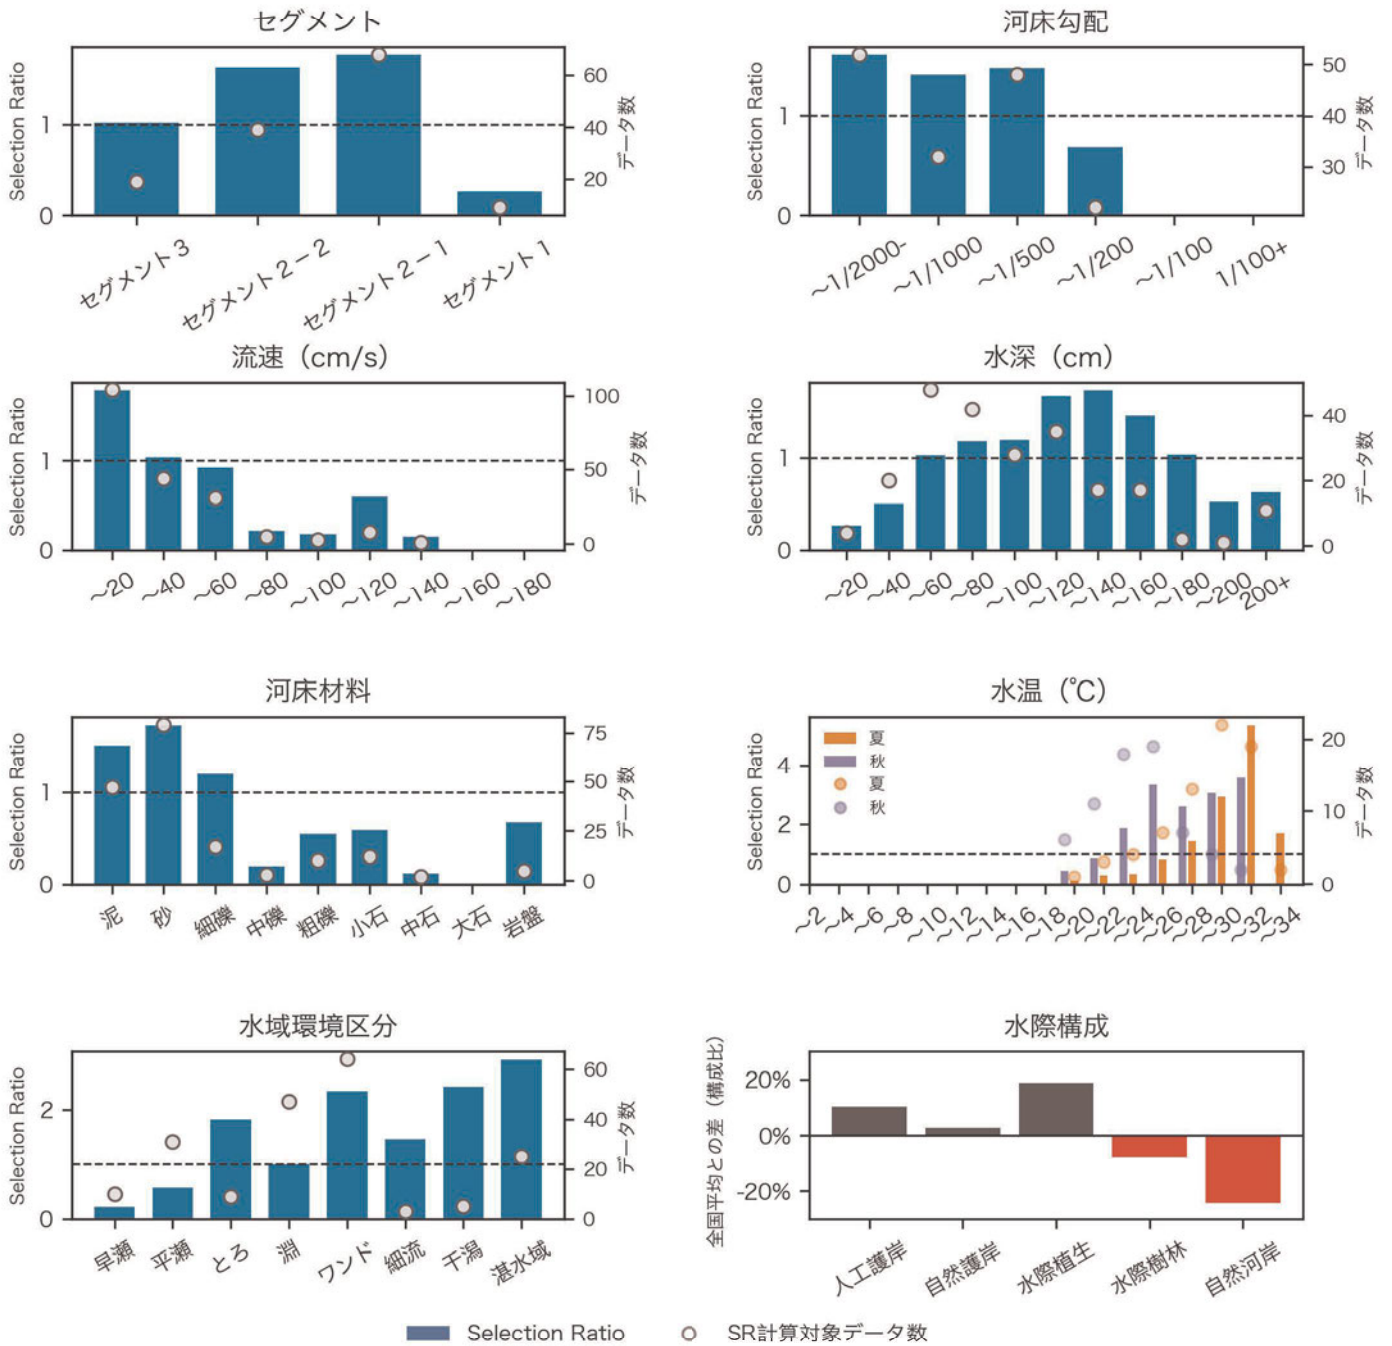 セグメント
Selection Ratio
1
0
60
40
20
データ数
セグメント3
セグメント2－2
セグメント2－1
セグメント1
河床勾配
Selection Ratio
1
0
50
40
30
データ数
～1/2000-
～1/1000
～1/500
～1/200
～1/100
1/100+
流速（cm/s）
Selection Ratio
1
0
100
50
0
データ数
～20
～40
～60
～80
～100
～120
～140
～160
～180
水深（cm）
Selection Ratio
1
0
40
20
0
データ数
～20
～40
～60
～80
～100
～120
～140
～160
～180
～200
200+
河床材料
Selection Ratio
1
0
75
50
25
0
データ数
泥
砂
細礫
中礫
粗礫
小石
中石
大石
岩盤
水温（℃）
Selection Ratio
4
2
0
夏
秋
夏
秋
20
10
0
データ数
～2
～4
～6
～8
～10
～12
～14
～16
～18
～20
～22
～24
～26
～28
～30
～32
～34
水域環境区分
Selection Ratio
2
0
60
40
20
0
データ数
早瀬
平瀬
とろ
淵
ワンド
細流
干潟
湛水域
水際構成
全国平均との差（構成比）
20%
0%
-20%
人工護岸
自然護岸
水際植生
水際樹林
自然河岸
Selection Ratio
SR計算対象データ数